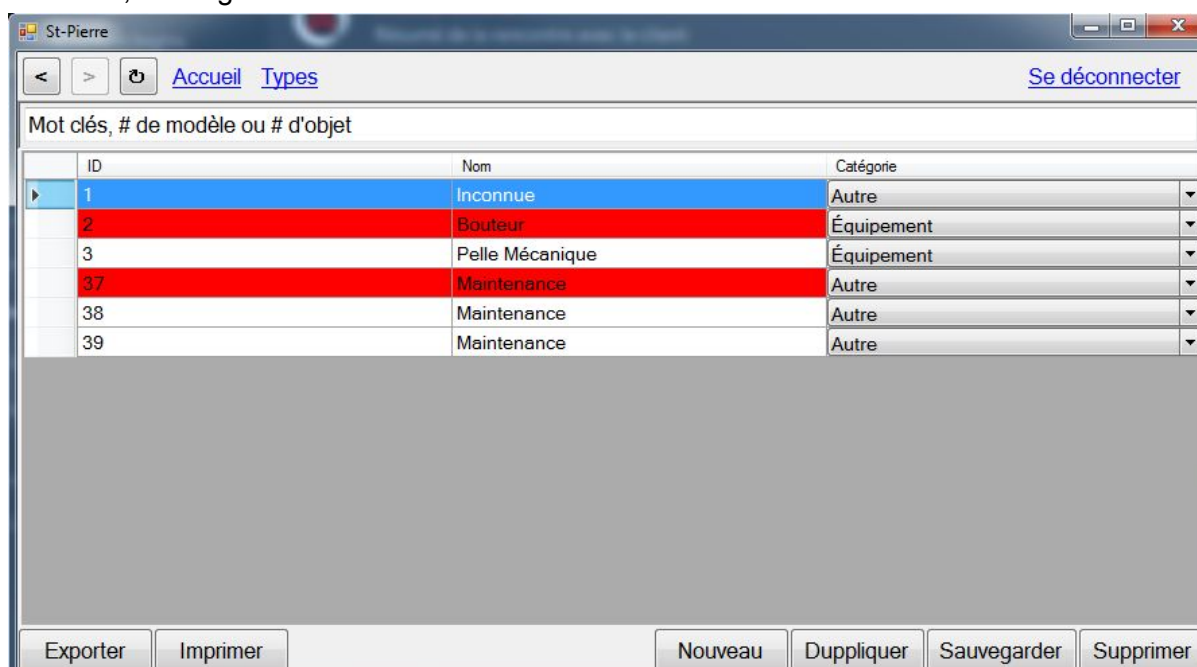 St-Pierre
< > ↻ Accueil Types Se déconnecter
Mot clés, # de modèle ou # d'objet
ID Nom Catégorie
1 Inconnue Autre
2 Bouteur Équipement
3 Pelle Mécanique Équipement
37 Maintenance Autre
38 Maintenance Autre
39 Maintenance Autre
Exporter Imprimer Nouveau Duppliquer Sauvegarder Supprimer